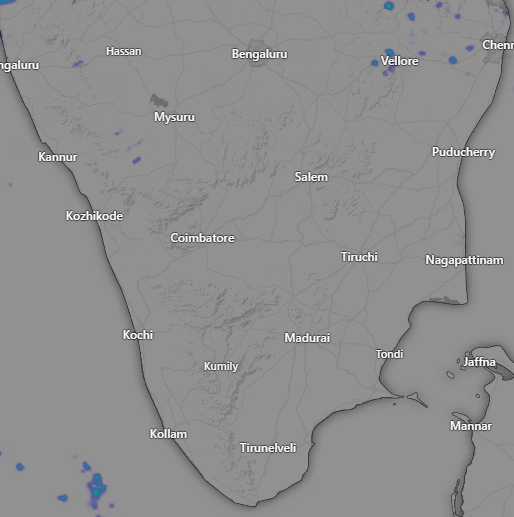 Hassan
Bengaluru
Chenn
ngaluru
Vellore
Mysuru
Kannur
Puducherry
Salem
Kozhikode
Coimbatore
Tiruchi
Nagapattinam
Kochi
Madurai
Tondi
Kumily
Jaffna
Mannar
Kollam
Tirunelveli